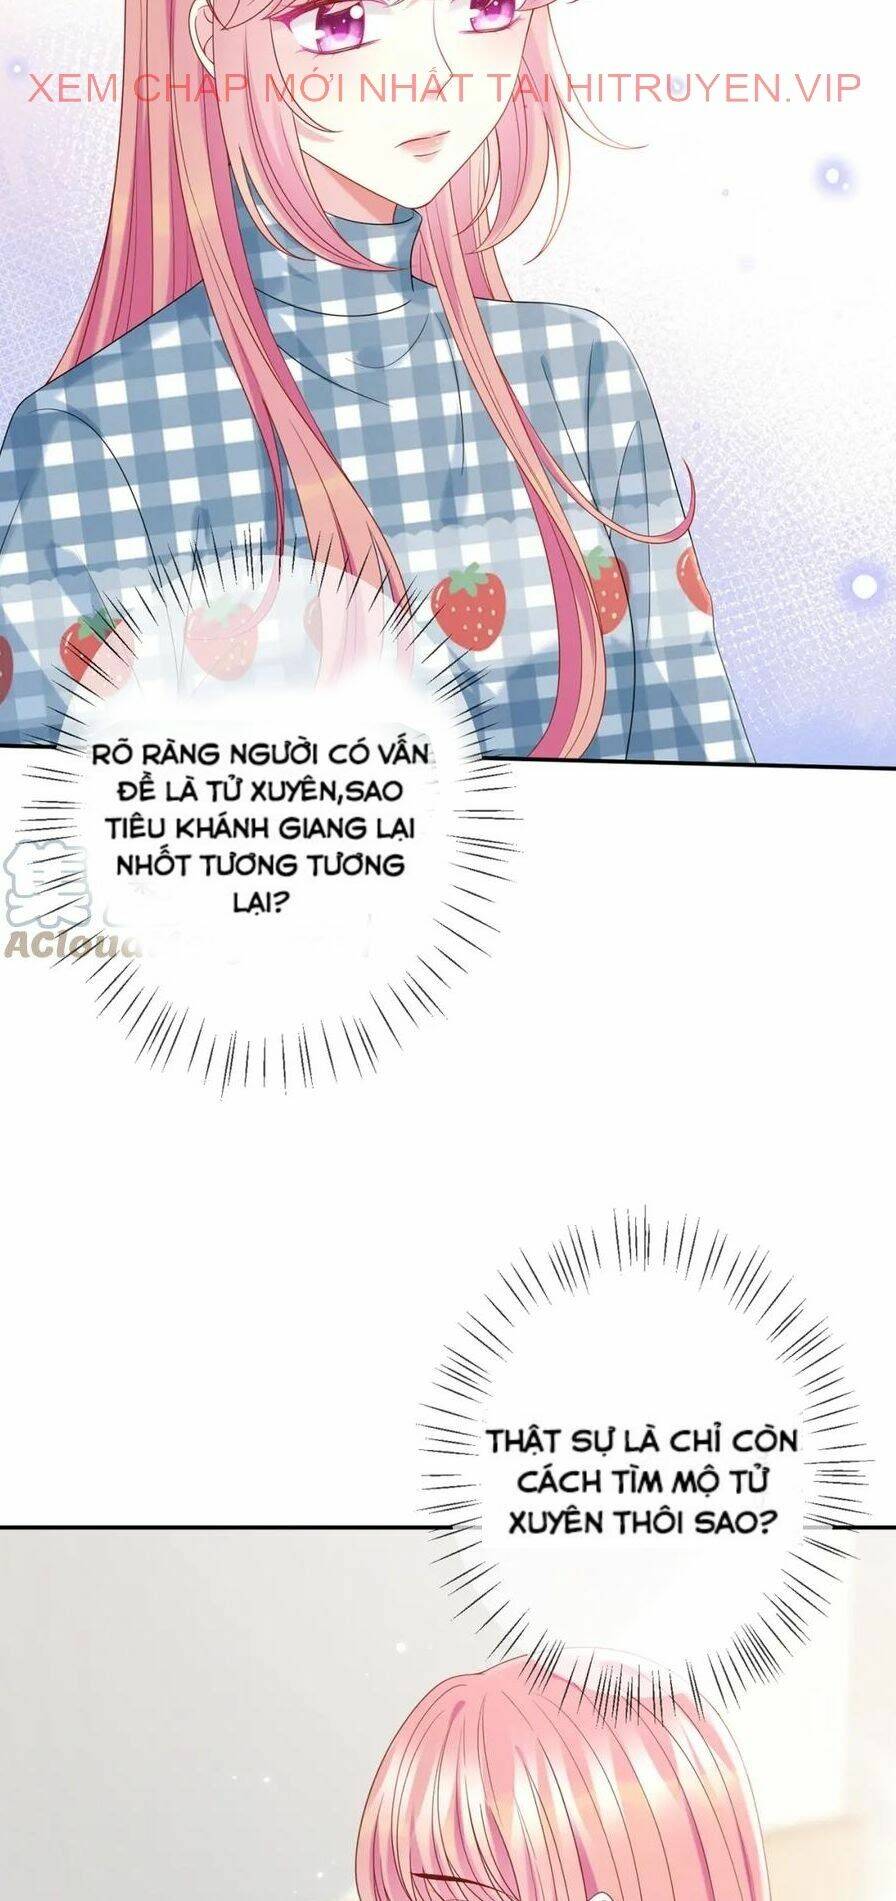 XEM CHAP MỚI NHẤT TẠI HITRUYEN.VIP
RÕ RÀNG NGƯỜI CÓ VẤN
ĐỀ LÀ TỬ XUYÊN,SAO
TIÊU KHÁNH GIANG LẠI
NHỐT TƯƠNG TƯƠNG
LẠI?
ACloud
THẬT SỰ LÀ CHỈ CÒN
CÁCH TÌM MỘ TỬ
XUYÊN THÔI SAO?